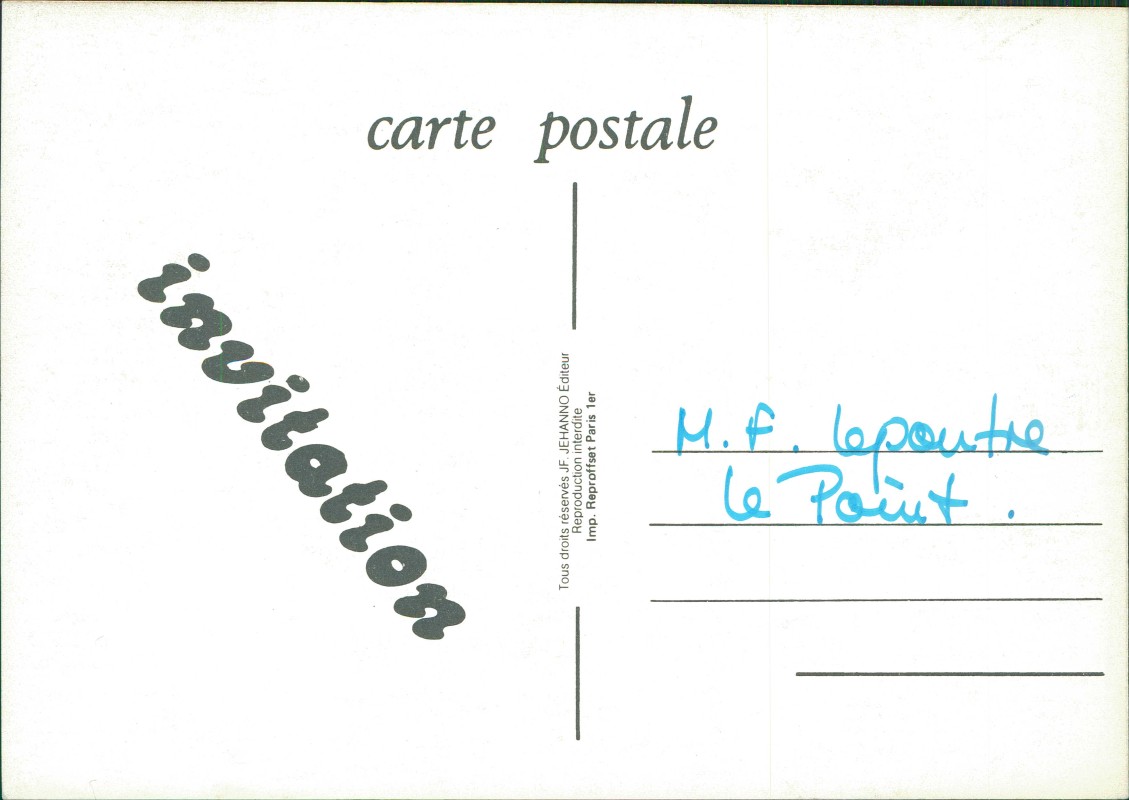 carte postale
invitation
Tous droits réservés JF. JEHANNO Éditeur
Reproduction interdite
Imp. Reproffset Paris 1er
M. F. Lepoutre
Le Point.